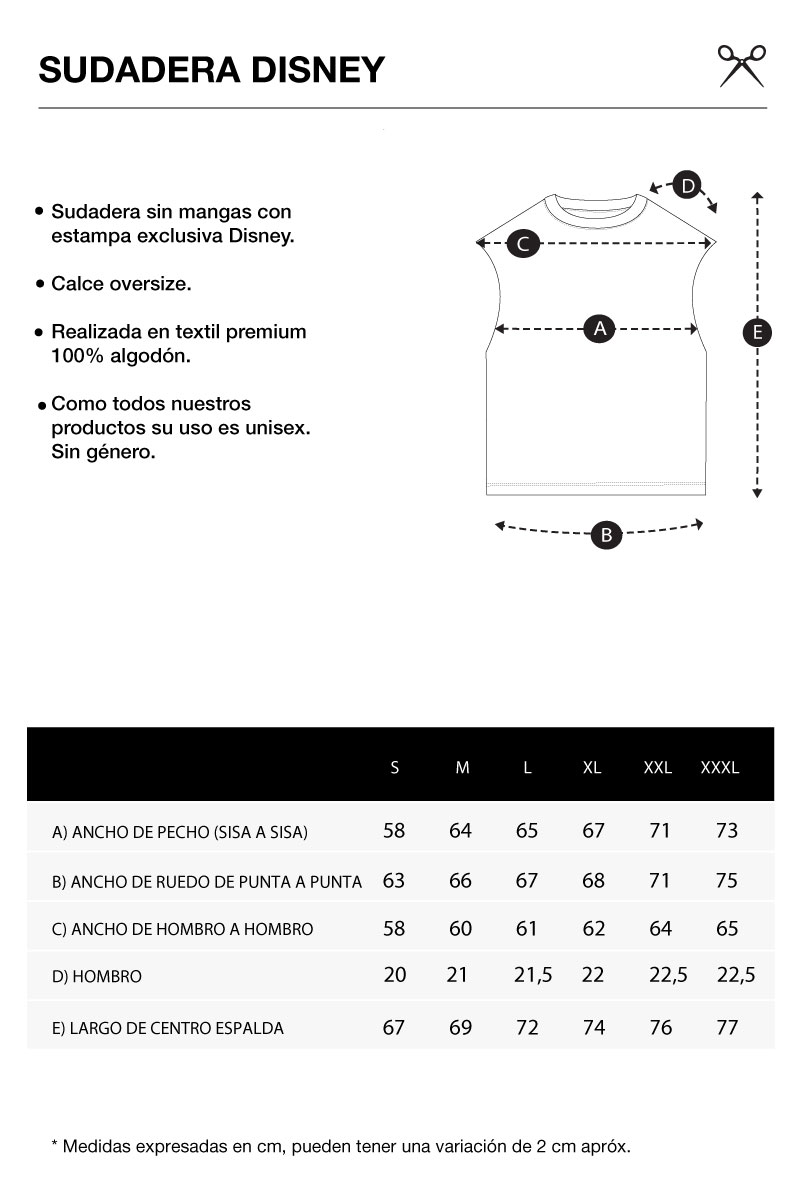 SUDADERA DISNEY
• Sudadera sin mangas con
estampa exclusiva Disney.
• Calce oversize.
• Realizada en textil premium
100% algodón.
• Como todos nuestros
productos su uso es unisex.
Sin género.
D
C
A
E
B
S M L XL XXL XXXL
A) ANCHO DE PECHO (SISA A SISA) 58 64 65 67 71 73
B) ANCHO DE RUEDO DE PUNTA A PUNTA 63 66 67 68 71 75
C) ANCHO DE HOMBRO A HOMBRO 58 60 61 62 64 65
D) HOMBRO 20 21 21,5 22 22,5 22,5
E) LARGO DE CENTRO ESPALDA 67 69 72 74 76 77
* Medidas expresadas en cm, pueden tener una variación de 2 cm apróx.